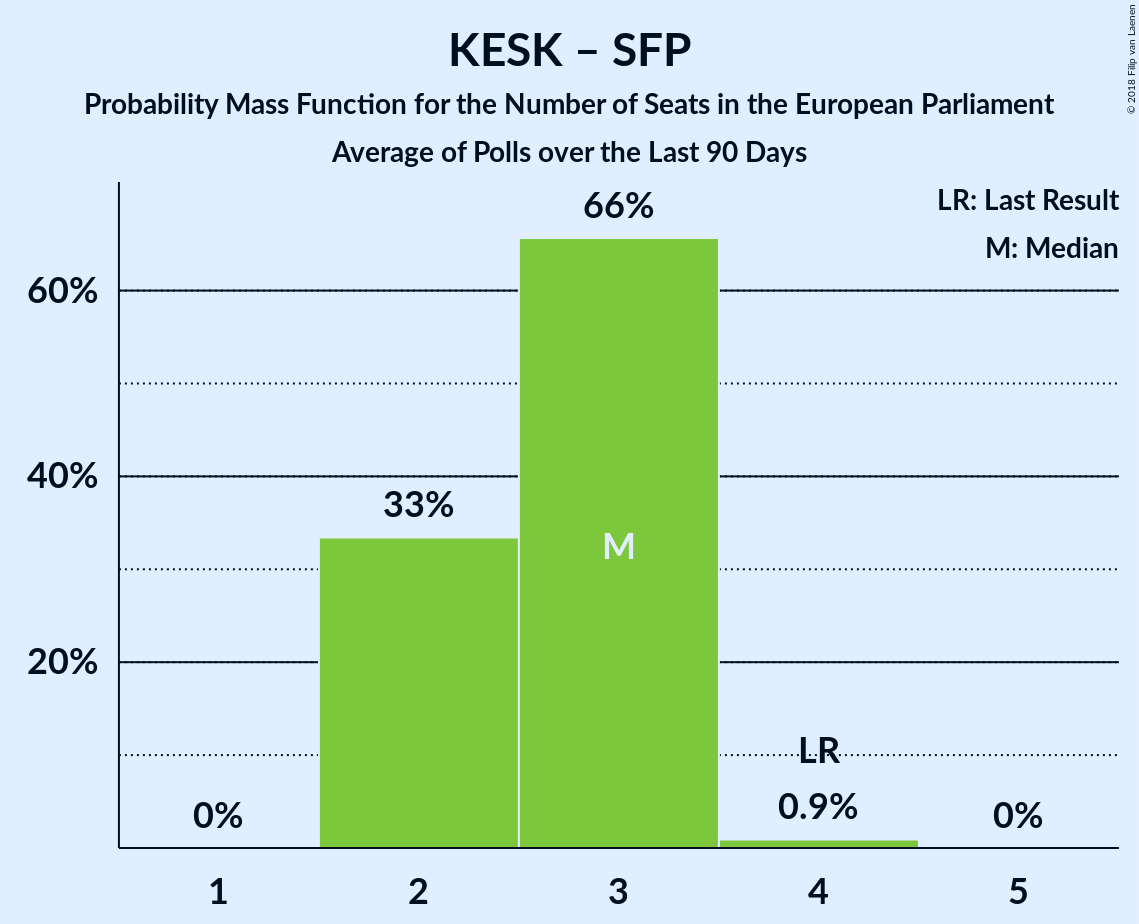 KESK – SFP
Probability Mass Function for the Number of Seats in the European Parliament
Average of Polls over the Last 90 Days
© 2018 Filip van Laenen
LR: Last Result
M: Median
66%
60%
40%
33%
M
20%
LR
0%
0.9%
0%
1 2 3 4 5